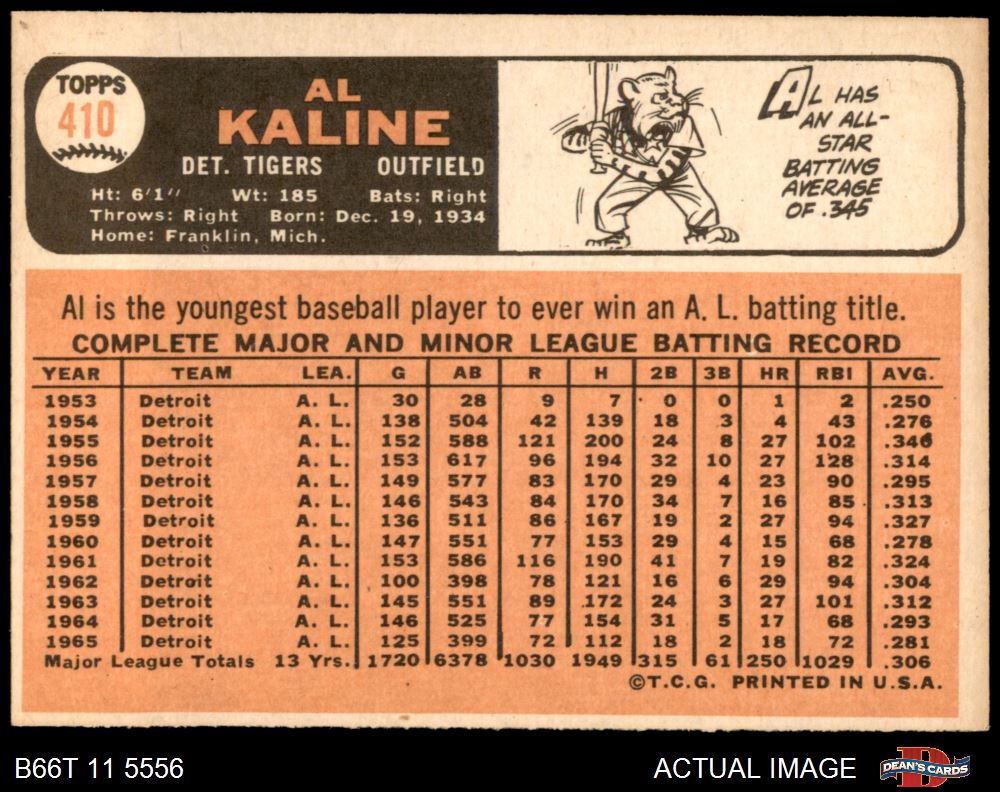 TOPPS
410
AL
KALINE
DET. TIGERS OUTFIELD
Ht: 6'1" Wt: 185 Bats: Right
Throws: Right Born: Dec. 19, 1934
Home: Franklin, Mich.
AL HAS
AN ALL-
STAR
BATTING
AVERAGE
OF .345
Al is the youngest baseball player to ever win an A. L. batting title.
COMPLETE MAJOR AND MINOR LEAGUE BATTING RECORD
YEAR TEAM LEA. G AB R H 2B 3B HR RBI AVG.
1953 Detroit A. L. 30 28 9 7 0 0 1 2 .250
1954 Detroit A. L. 138 504 42 139 18 3 4 43 .276
1955 Detroit A. L. 152 588 121 200 24 8 27 102 .346
1956 Detroit A. L. 153 617 96 194 32 10 27 128 .314
1957 Detroit A. L. 149 577 83 170 29 4 23 90 .295
1958 Detroit A. L. 146 543 84 170 34 7 16 85 .313
1959 Detroit A. L. 136 511 86 167 19 2 27 94 .327
1960 Detroit A. L. 147 551 77 153 29 4 15 68 .278
1961 Detroit A. L. 153 586 116 190 41 7 19 82 .324
1962 Detroit A. L. 100 398 78 121 16 6 29 94 .304
1963 Detroit A. L. 145 551 89 172 24 3 27 101 .312
1964 Detroit A. L. 146 525 77 154 31 5 17 68 .293
1965 Detroit A. L. 125 399 72 112 18 2 18 72 .281
Major League Totals 13 Yrs. 1720 6378 1030 1949 315 61 250 1029 .306
©T.C.G. PRINTED IN U.S.A.
B66T 11 5556 ACTUAL IMAGE
D
DEAN'S CARDS